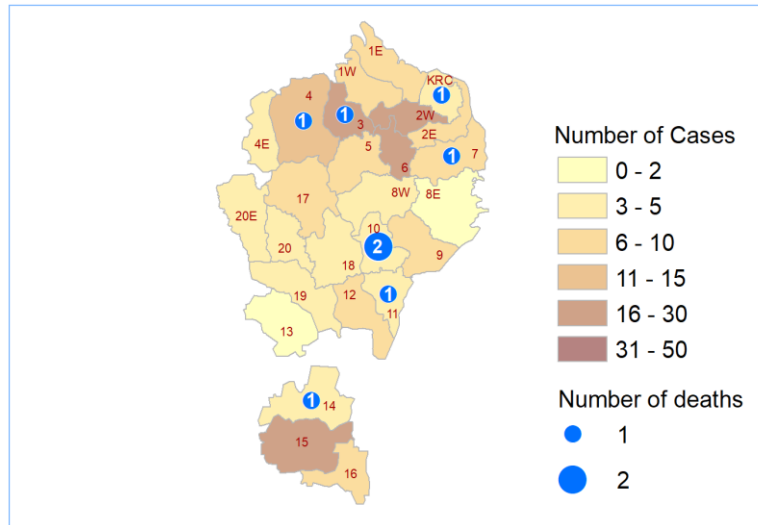 1E
1W
KRC
4
1
1
1
3
2W
2E
4E
5
1
7
6
17
8W
8E
20E
10
20
2
9
18
19
12
1
11
13
1
14
15
16
Number of Cases
0 - 2
3 - 5
6 - 10
11 - 15
16 - 30
31 - 50
Number of deaths
1
2